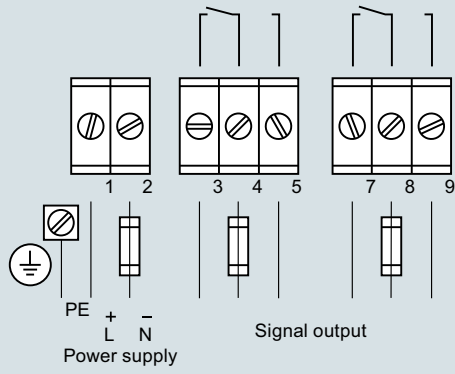 1 2 3 4 5 7 8 9
PE
+ −
L N
Power supply
Signal output